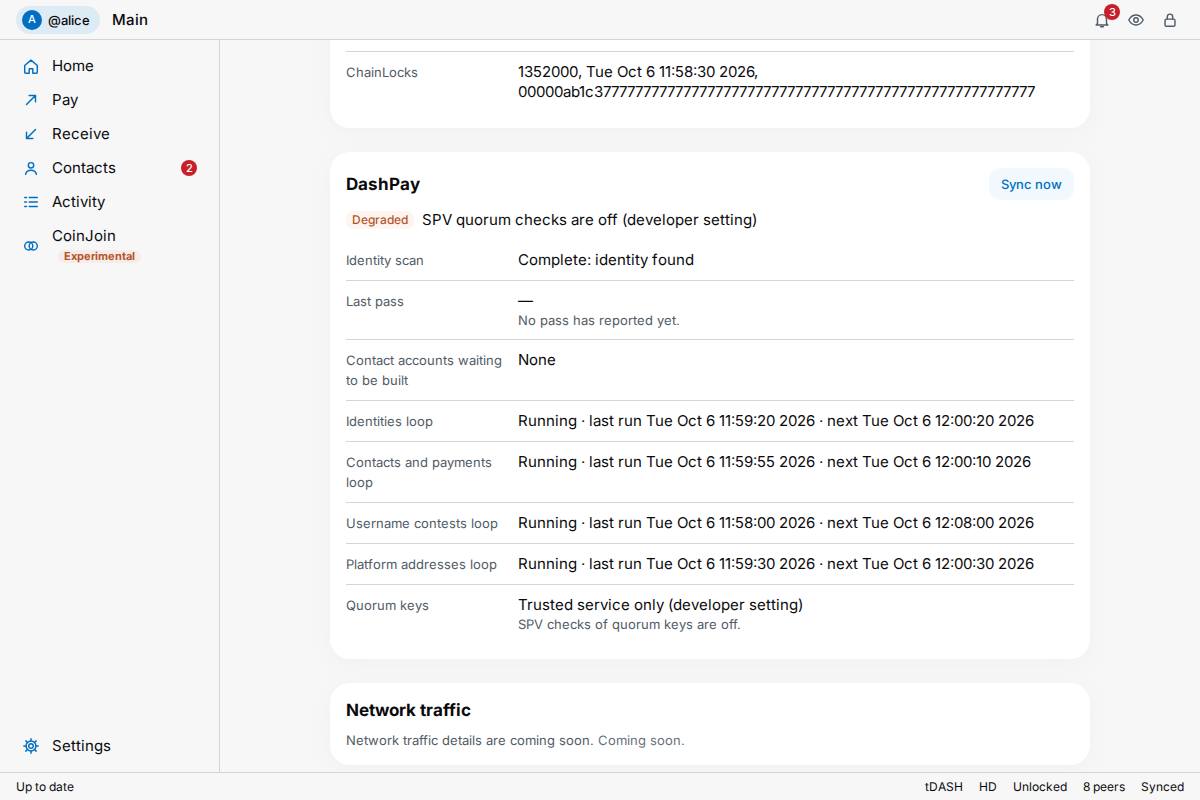 A @alice Main 3
Home
Pay
Receive
Contacts 2
Activity
CoinJoin
Experimental
Settings
ChainLocks 1352000, Tue Oct 6 11:58:30 2026,
DashPay Sync now
Degraded SPV quorum checks are off (developer setting)
Identity scan Complete: identity found
Last pass —
No pass has reported yet.
Contact accounts waiting None
to be built
Identities loop Running · last run Tue Oct 6 11:59:20 2026 · next Tue Oct 6 12:00:20 2026
Contacts and payments Running · last run Tue Oct 6 11:59:55 2026 · next Tue Oct 6 12:00:10 2026
loop
Username contests loop Running · last run Tue Oct 6 11:58:00 2026 · next Tue Oct 6 12:08:00 2026
Platform addresses loop Running · last run Tue Oct 6 11:59:30 2026 · next Tue Oct 6 12:00:30 2026
Quorum keys Trusted service only (developer setting)
SPV checks of quorum keys are off.
Network traffic
Network traffic details are coming soon. Coming soon.
Up to date tDASH HD Unlocked 8 peers Synced